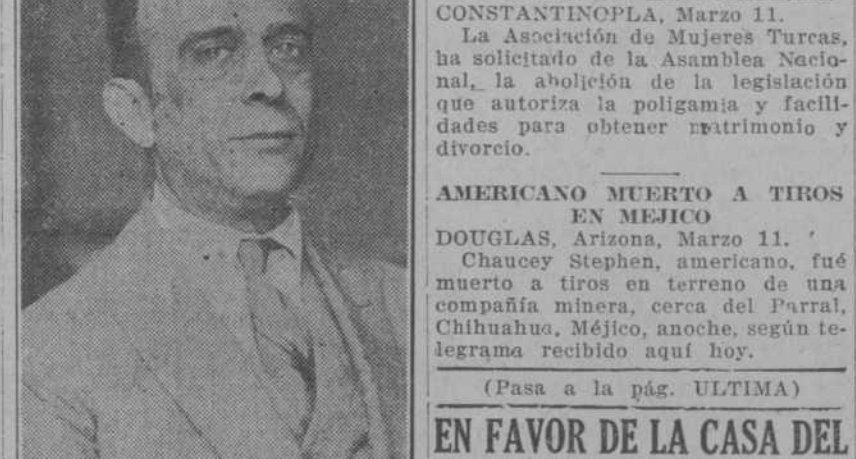 CONSTANTINOPLA, Marzo 11.
La Asociación de Mujeres Turcas,
ha solicitado de la Asamblea Nacio-
nal, la abolición de la legislación
que autoriza la poligamia y facili-
dades para obtener matrimonio y
divorcio.
AMERICANO MUERTO A TIROS
EN MEJICO
DOUGLAS, Arizona, Marzo 11.
Chaucey Stephen, americano, fué
muerto a tiros en terreno de una
compañía minera, cerca del Parral,
Chihuahua, Méjico, anoche, según te-
legrama recibido aquí hoy.
(Pasa a la pág. ULTIMA)
EN FAVOR DE LA CASA DEL